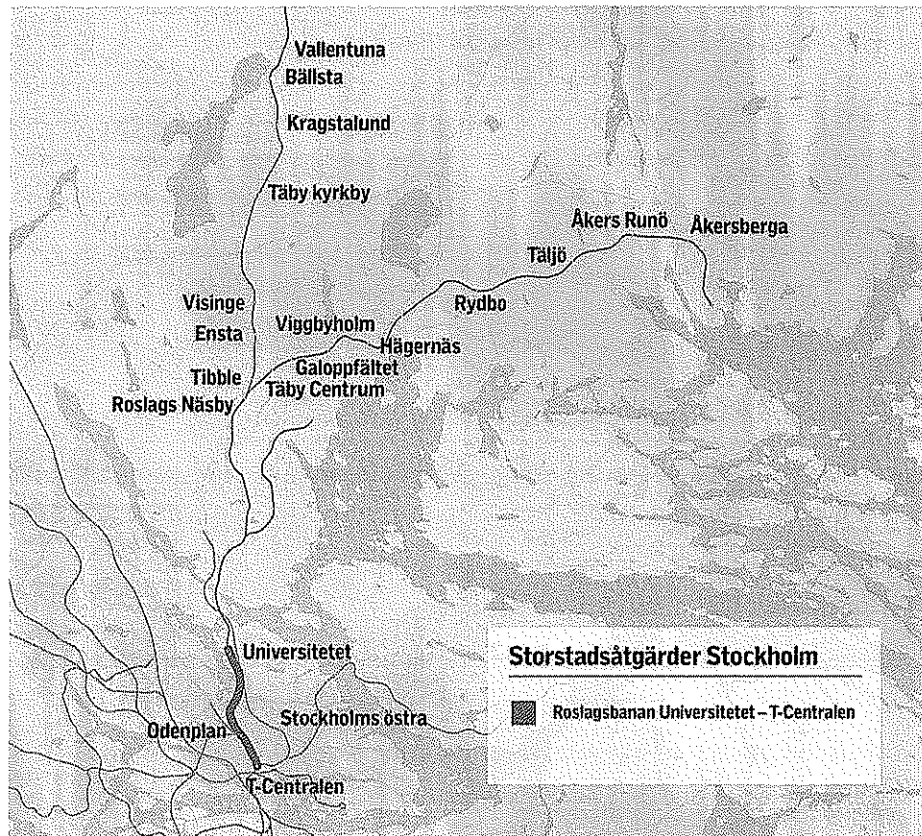 Vallentuna
Bällsta
Kragstalund
Täby kyrkby
Åkers Runö
Åkersberga
Täljö
Visinge
Rydbo
Viggbyholm
Ensta
Hägernäs
Galoppfältet
Tibble
Täby Centrum
Roslags Näsby
Universitetet
Odenplan
Stockholms östra
T-Centralen
Storstadsåtgärder Stockholm
Roslagsbanan Universitetet – T-Centralen